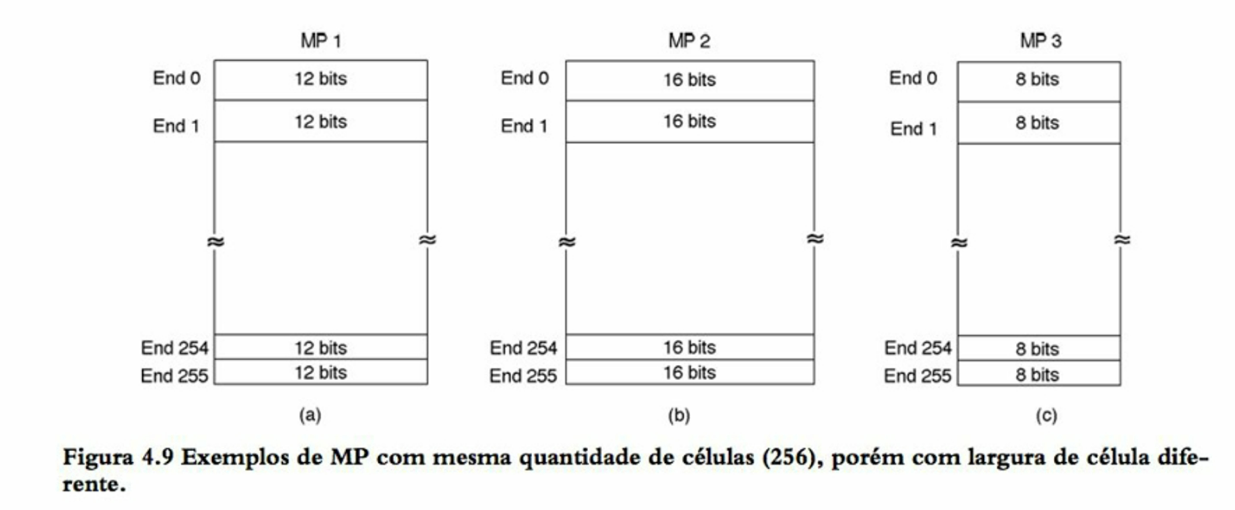 MP 1 MP 2 MP 3
End 0 12 bits End 0 16 bits End 0 8 bits
End 1 12 bits End 1 16 bits End 1 8 bits
End 254 12 bits End 254 16 bits End 254 8 bits
End 255 12 bits End 255 16 bits End 255 8 bits
(a) (b) (c)
Figura 4.9 Exemplos de MP com mesma quantidade de células (256), porém com largura de célula dife-
rente.